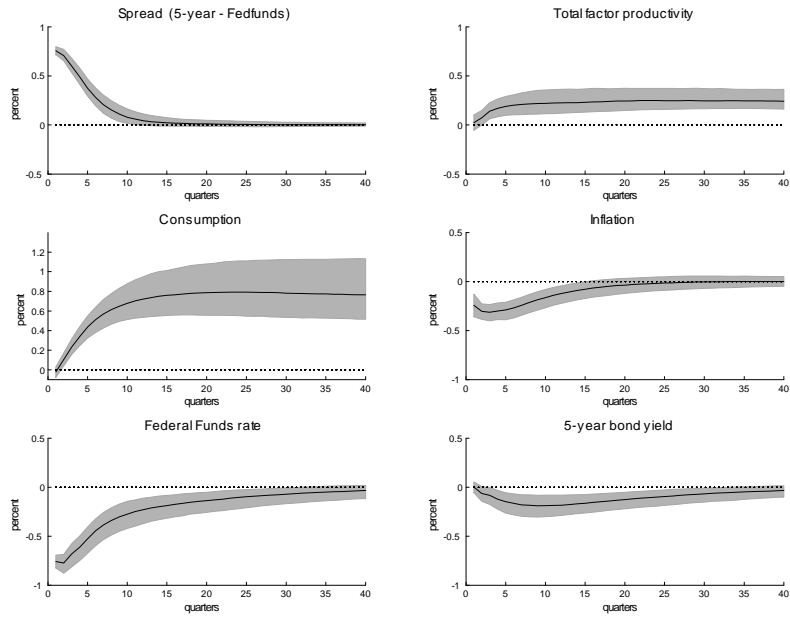 Spread (5-year - Fedfunds)
1
0.5
0
-0.5
percent
0 5 10 15 20 25 30 35 40
quarters
Total factor productivity
1
0.5
0
-0.5
percent
0 5 10 15 20 25 30 35 40
quarters
Consumption
1.2
1
0.8
0.6
0.4
0.2
0
percent
0 5 10 15 20 25 30 35 40
quarters
Inflation
0.5
0
-0.5
-1
percent
0 5 10 15 20 25 30 35 40
quarters
Federal Funds rate
0.5
0
-0.5
-1
percent
0 5 10 15 20 25 30 35 40
quarters
5-year bond yield
0.5
0
-0.5
-1
percent
0 5 10 15 20 25 30 35 40
quarters